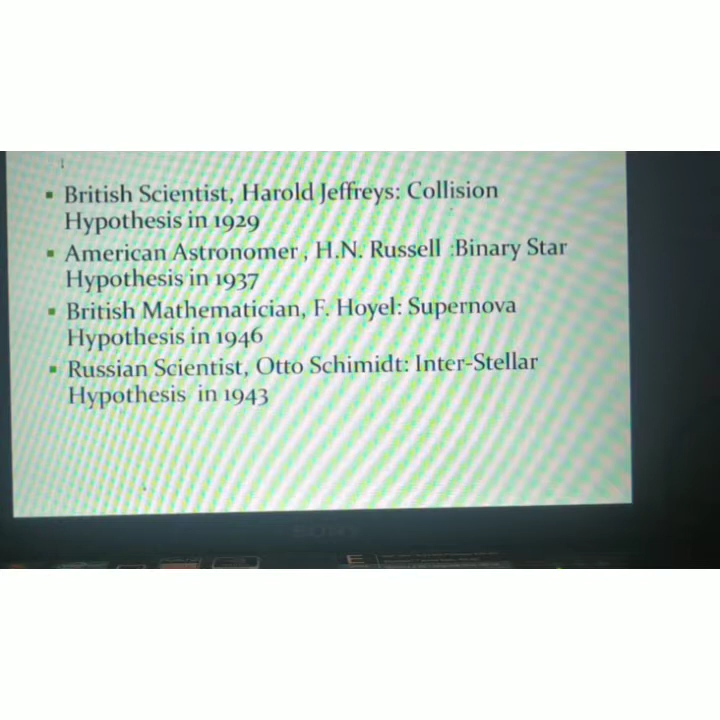 ▪ British Scientist, Harold Jeffreys: Collision
Hypothesis in 1929
▪ American Astronomer , H.N. Russell :Binary Star
Hypothesis in 1937
▪ British Mathematician, F. Hoyel: Supernova
Hypothesis in 1946
▪ Russian Scientist, Otto Schimidt: Inter-Stellar
Hypothesis in 1943
SONY